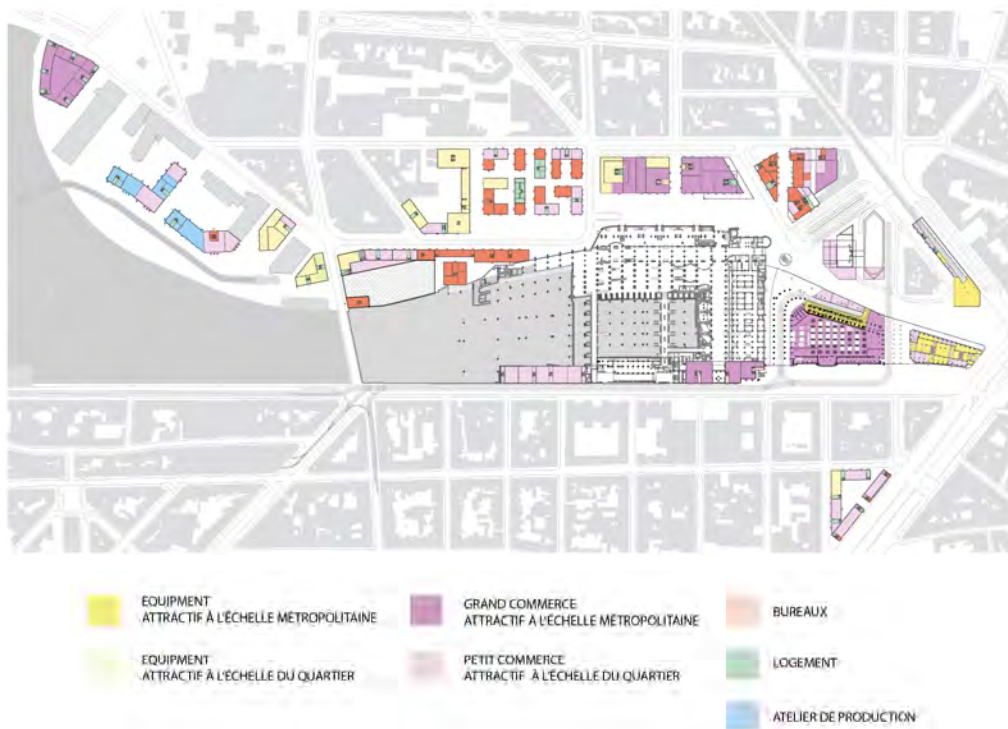 EQUIPMENT
ATTRACTIF À L'ÉCHELLE MÉTROPOLITAINE
EQUIPMENT
ATTRACTIF À L'ÉCHELLE DU QUARTIER
GRAND COMMERCE
ATTRACTIF À L'ÉCHELLE MÉTROPOLITAINE
PETIT COMMERCE
ATTRACTIF À L'ÉCHELLE DU QUARTIER
BUREAUX
LOGEMENT
ATELIER DE PRODUCTION